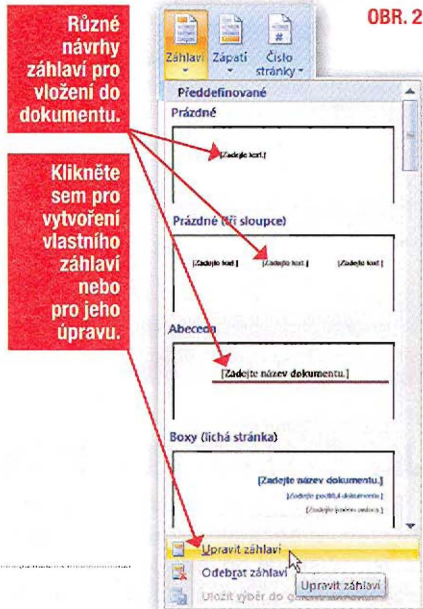 OBR. 2
Různé
návrhy
záhlaví pro
vložení do
dokumentu.
Klikněte
sem pro
vytvoření
vlastního
záhlaví
nebo
pro jeho
úpravu.
Záhlaví Zápatí Číslo
stránky
Předdefinované
Prázdné
[Zadejte text.]
Prázdné (tři sloupce)
[Zadejte text.] [Zadejte text.] [Zadejte text.]
Abeceda
[Zadejte název dokumentu.]
Boxy (lichá stránka)
[Zadejte název dokumentu.]
[Zadejte podtitul dokumentu.]
[Zadejte jméno autora.]
Upravit záhlaví
Odebrat záhlaví
Upravit záhlaví
Uložit výběr do